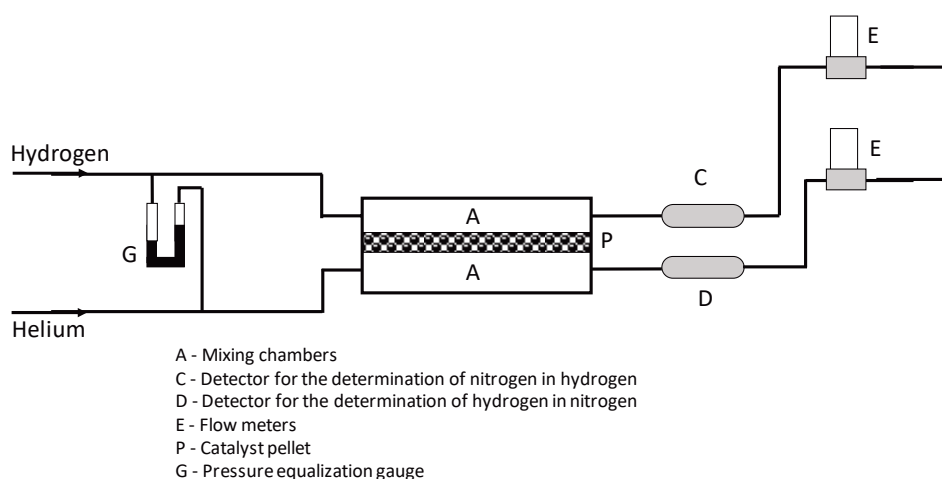 E
E
Hydrogen
C
A
P
G
A
D
Helium
A - Mixing chambers
C - Detector for the determination of nitrogen in hydrogen
D - Detector for the determination of hydrogen in nitrogen
E - Flow meters
P - Catalyst pellet
G - Pressure equalization gauge